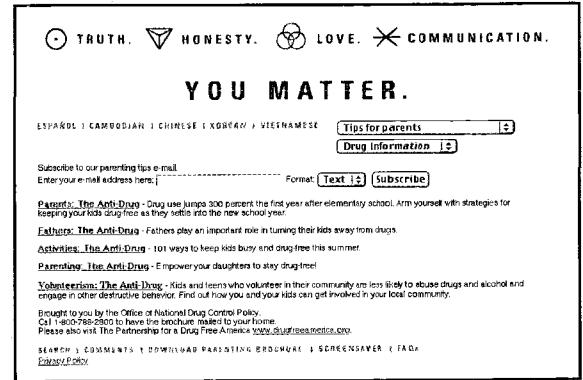 TRUTH. HONESTY. LOVE. COMMUNICATION.
YOU MATTER.
ESPAÑOL | CAMBODIAN | CHINESE | KOREAN | VIETNAMESE
Tips for parents
Drug Information
Subscribe to our parenting tips e-mail.
Enter your e-mail address here: Format: Text Subscribe
Parents: The Anti-Drug - Drug use jumps 300 percent the first year after elementary school. Arm yourself with strategies for
keeping your kids drug-free as they settle into the new school year.
Fathers: The Anti-Drug - Fathers play an important role in turning their kids away from drugs.
Activities: The Anti-Drug - 101 ways to keep kids busy and drug-free this summer.
Parenting: The Anti-Drug - Empower your daughters to stay drug-free!
Volunteerism: The Anti-Drug - Kids and teens who volunteer in their community are less likely to abuse drugs and alcohol and
engage in other destructive behavior. Find out how you and your kids can get involved in your local community.
Brought to you by the Office of National Drug Control Policy.
Call 1-800-788-2800 to have the brochure mailed to your home.
Please also visit The Partnership for a Drug Free America www.drugfreeamerica.org.
SEARCH | COMMENTS | DOWNLOAD PARENTING BROCHURE | SCREENSAVER | FAQs
Privacy Policy